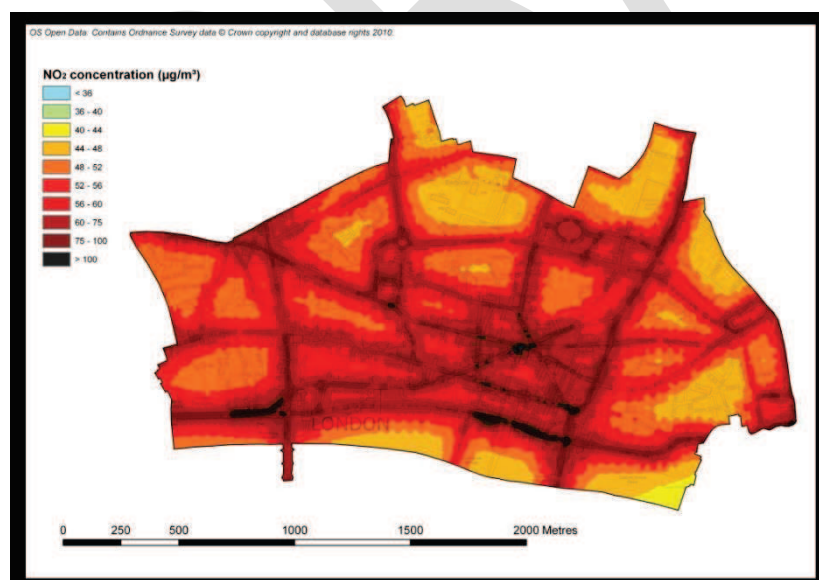 OS Open Data: Contains Ordnance Survey data © Crown copyright and database rights 2010.
NO₂ concentration (µg/m³)
< 36
36 - 40
40 - 44
44 - 48
48 - 52
52 - 56
56 - 60
60 - 75
75 - 100
> 100
LONDON
0 250 500 1000 1500 2000 Metres